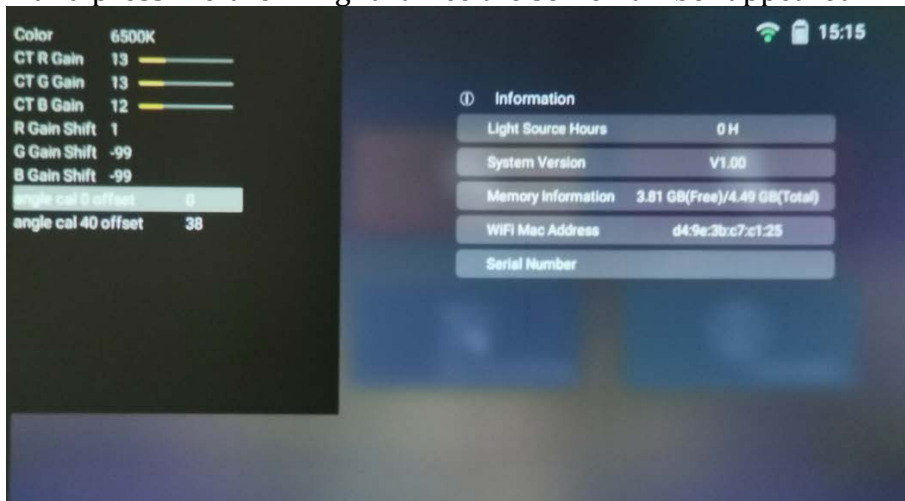 Color 6500K
CT R Gain 13
CT G Gain 13
CT B Gain 12
R Gain Shift 1
G Gain Shift -99
B Gain Shift -99
angle cal 0 offset 0
angle cal 40 offset 38
15:15
Information
Light Source Hours 0 H
System Version V1.00
Memory Information 3.81 GB(Free)/4.49 GB(Total)
WiFi Mac Address d4:9e:3b:c7:c1:25
Serial Number